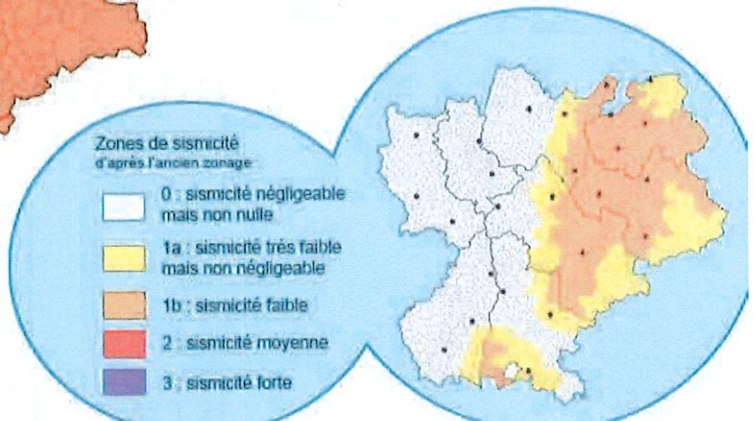 Zones de sismicité
d'après l'ancien zonage
0 : sismicité négligeable
mais non nulle
1a : sismicité très faible
mais non négligeable
1b : sismicité faible
2 : sismicité moyenne
3 : sismicité forte